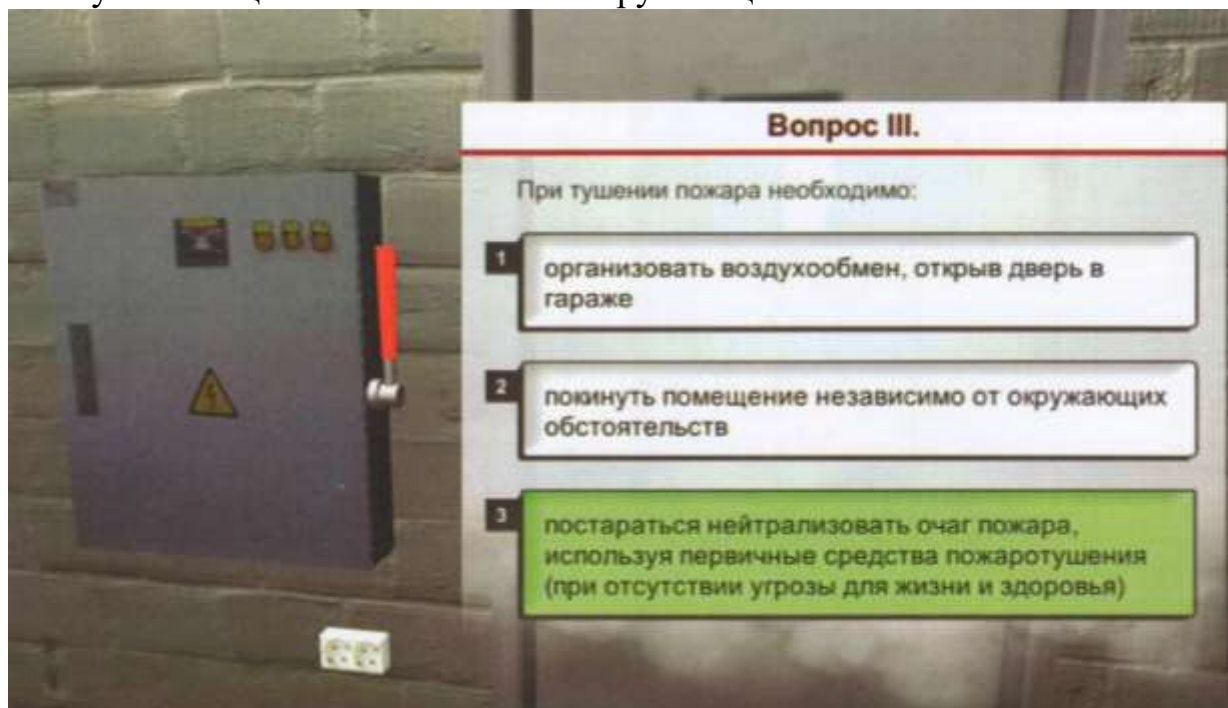 Вопрос III.
При тушении пожара необходимо:
1
организовать воздухообмен, открыв дверь в
гараже
2
покинуть помещение независимо от окружающих
обстоятельств
3
постараться нейтрализовать очаг пожара,
используя первичные средства пожаротушения
(при отсутствии угрозы для жизни и здоровья)